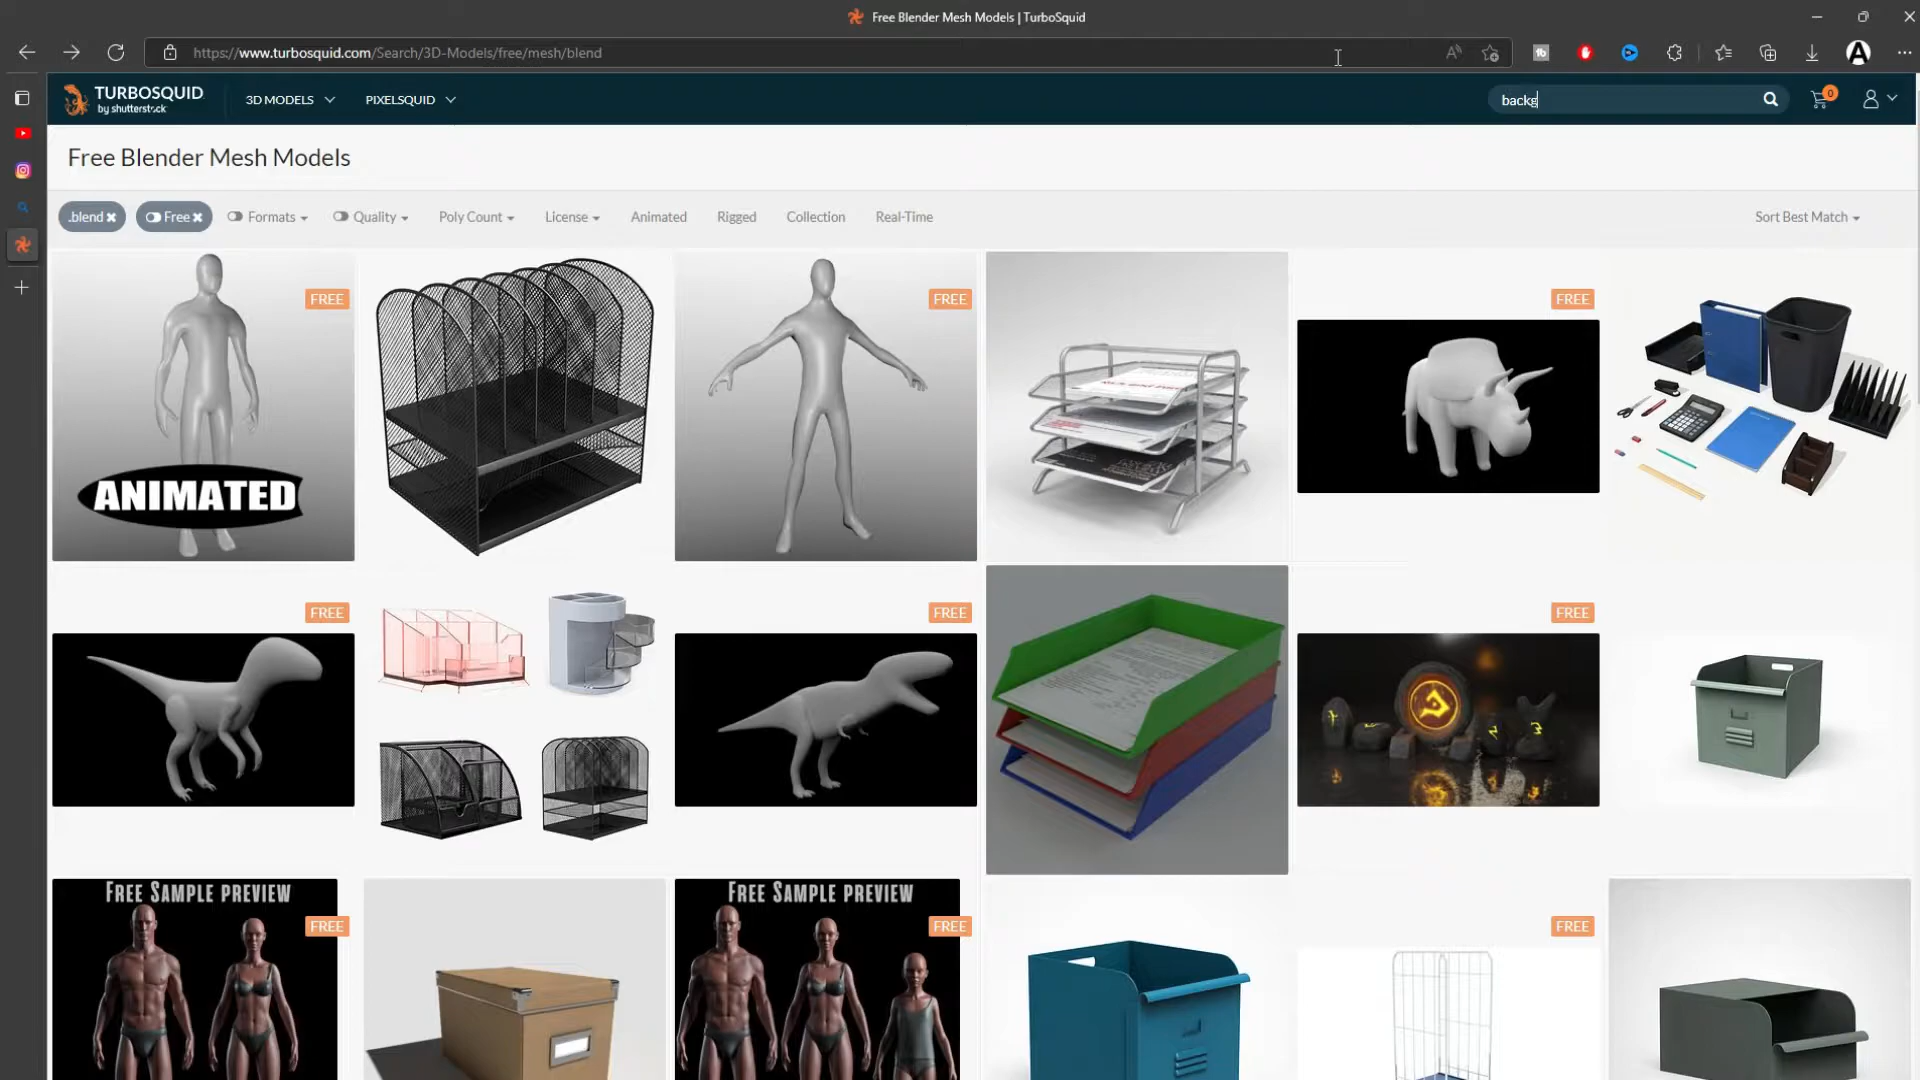 Free Blender Mesh Models | TurboSquid
https://www.turbosquid.com/Search/3D-Models/free/mesh/blend
TURBOSQUID
by shutterstock
3D MODELS
PIXELSQUID
backg
0
Free Blender Mesh Models
.blend
Free
Formats
Quality
Poly Count
License
Animated
Rigged
Collection
Real-Time
Sort Best Match
FREE
ANIMATED
FREE
FREE
FREE
FREE
FREE
FREE SAMPLE PREVIEW
FREE
FREE SAMPLE PREVIEW
FREE
FREE